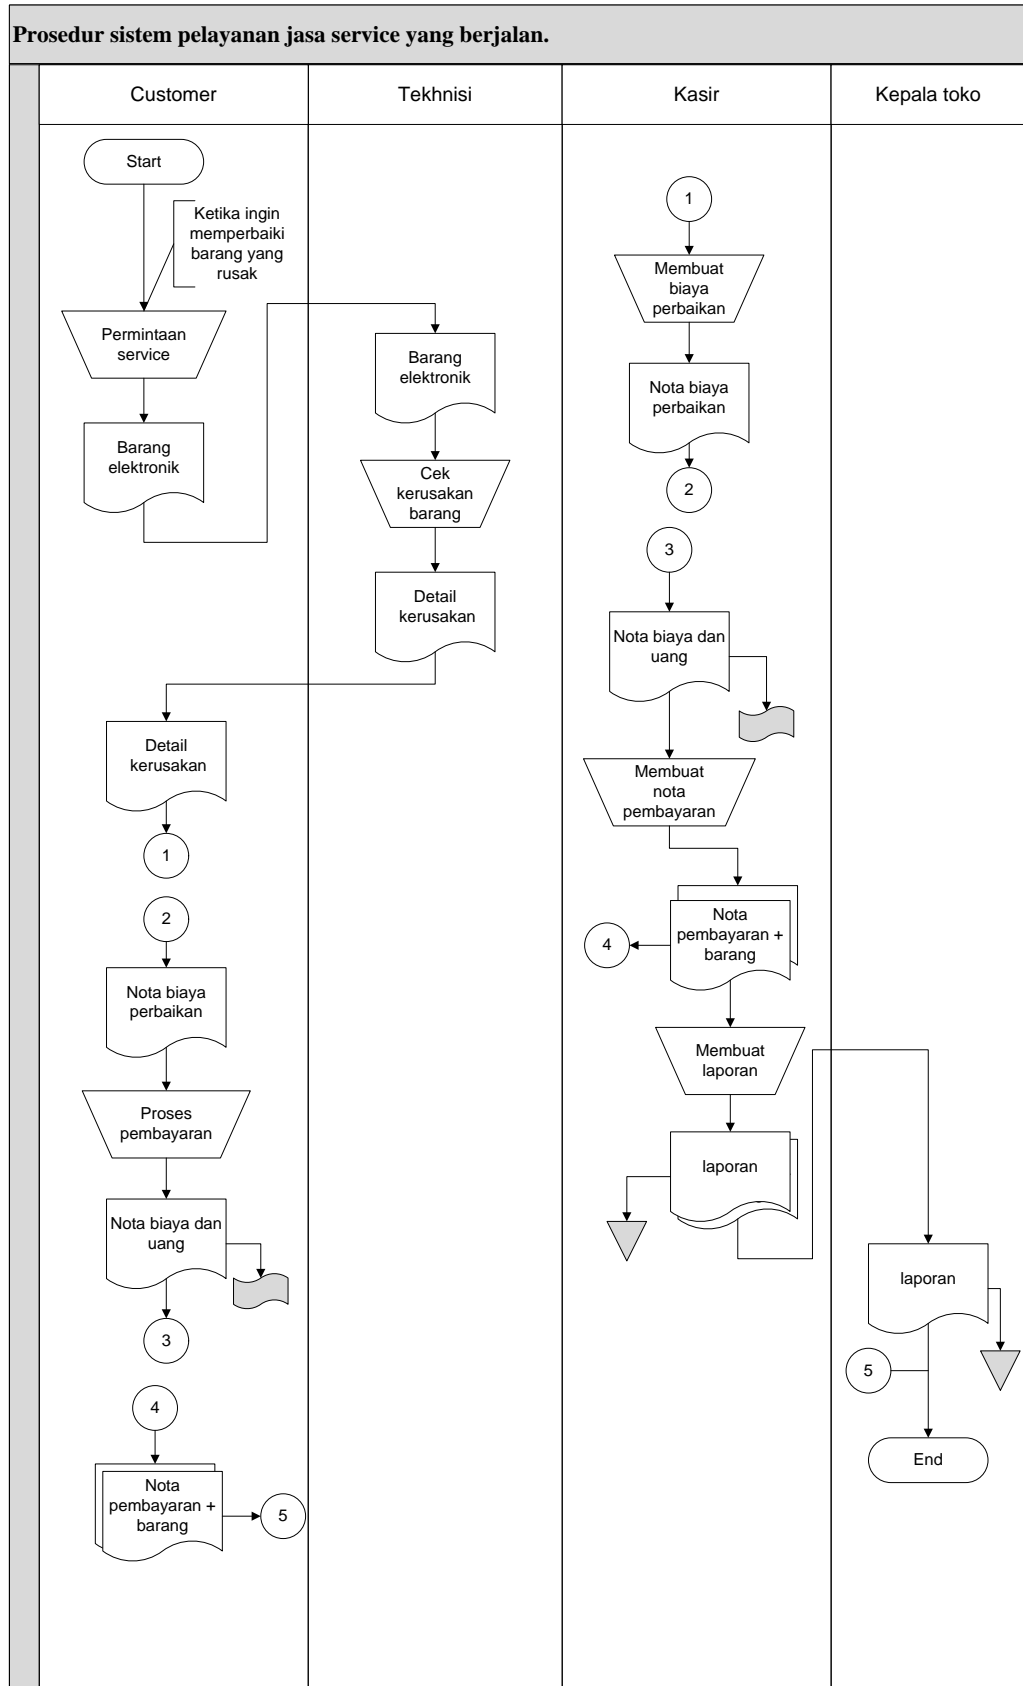 Prosedur sistem pelayanan jasa service yang berjalan.
Customer
Tekhnisi
Kasir
Kepala toko
Start
Ketika ingin
memperbaiki
barang yang
rusak
Permintaan
service
Barang
elektronik
Barang
elektronik
Cek
kerusakan
barang
Detail
kerusakan
Detail
kerusakan
1
2
Nota biaya
perbaikan
Proses
pembayaran
Nota biaya dan
uang
3
4
Nota
pembayaran +
barang
5
1
Membuat
biaya
perbaikan
Nota biaya
perbaikan
2
3
Nota biaya dan
uang
Membuat
nota
pembayaran
Nota
pembayaran +
barang
4
Membuat
laporan
laporan
laporan
5
End